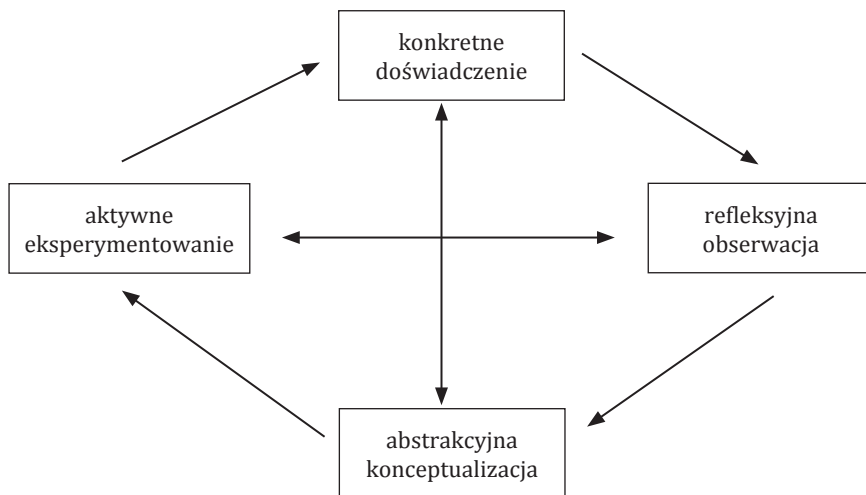 konkretne
doświadczenie
aktywne
eksperymentowanie
refleksyjna
obserwacja
abstrakcyjna
konceptualizacja